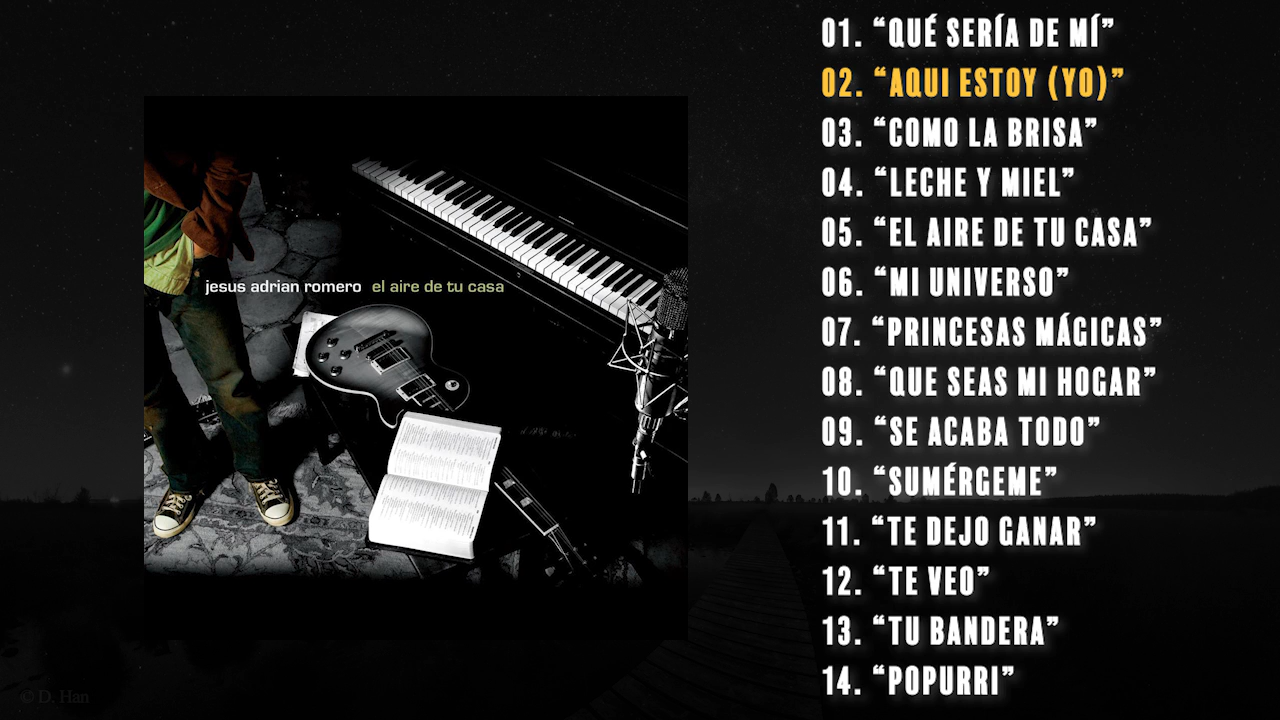 jesus adrian romero el aire de tu casa
01. “QUÉ SERÍA DE MÍ”
02. “AQUI ESTOY (YO)”
03. “COMO LA BRISA”
04. “LECHE Y MIEL”
05. “EL AIRE DE TU CASA”
06. “MI UNIVERSO”
07. “PRINCESAS MÁGICAS”
08. “QUE SEAS MI HOGAR”
09. “SE ACABA TODO”
10. “SUMÉRGEME”
11. “TE DEJO GANAR”
12. “TE VEO”
13. “TU BANDERA”
14. “POPURRI”
© D. Han